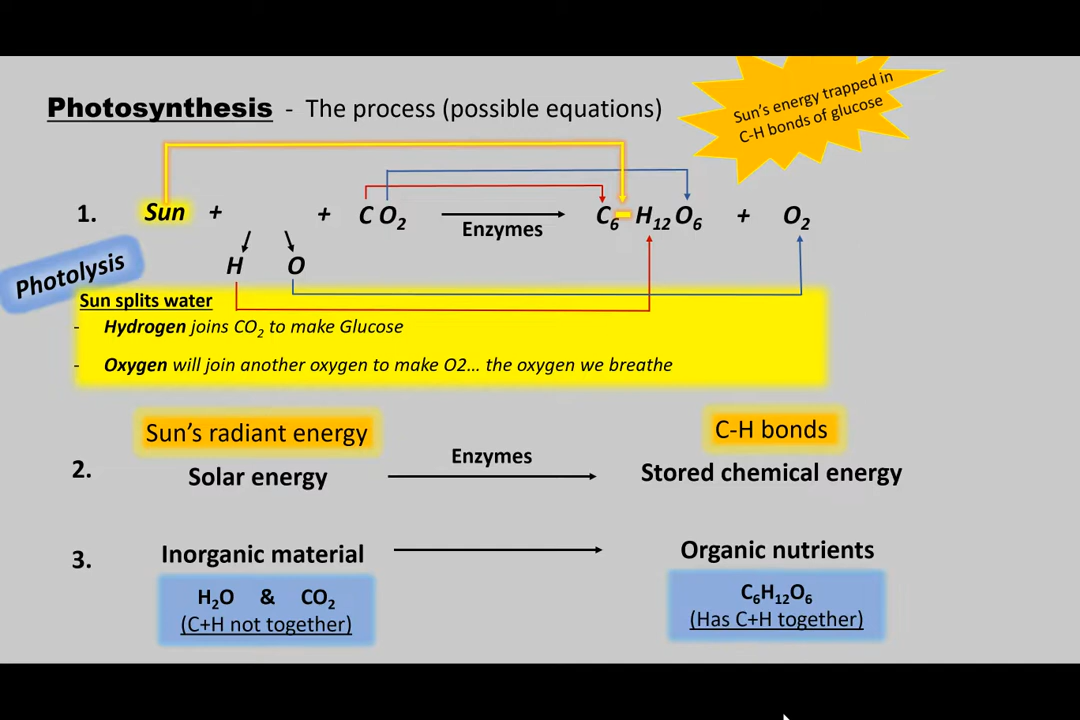 Photosynthesis - The process (possible equations)
Sun's energy trapped in
C-H bonds of glucose
1. Sun + + C O2 Enzymes C6 H12 O6 + O2
H O
Photolysis
Sun splits water
- Hydrogen joins CO2 to make Glucose
- Oxygen will join another oxygen to make O2... the oxygen we breathe
Sun's radiant energy C-H bonds
2. Solar energy Enzymes Stored chemical energy
3. Inorganic material Organic nutrients
H2O & CO2 C6H12O6
(C+H not together) (Has C+H together)